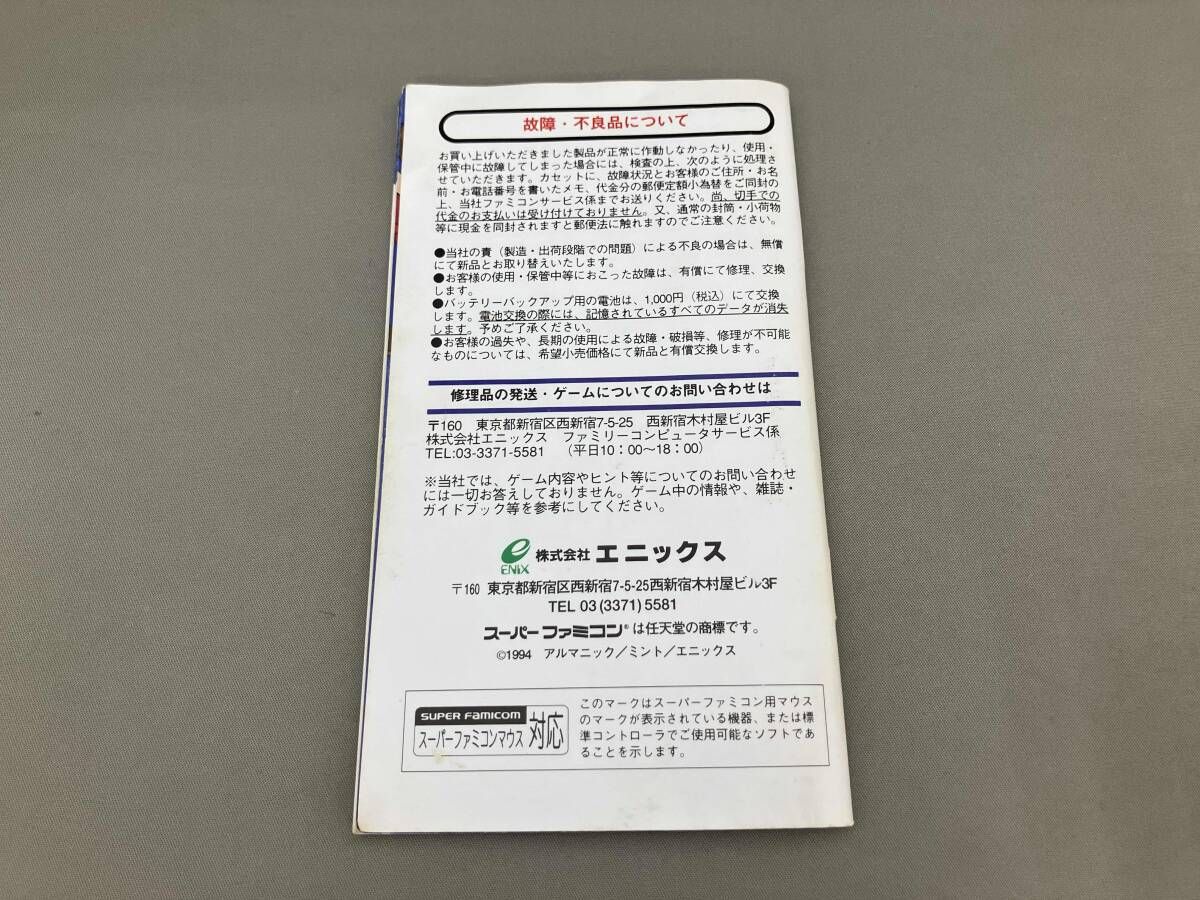 故障・不良品について
お買い上げいただきました製品が正常に作動しなかったり、使用・
保管中に故障してしまった場合には、検査の上、次のように処理さ
せていただきます。カセットに、故障状況とお客様のご住所・お名
前・お電話番号を書いたメモ、代金分の郵便定額小為替をご同封の
上、当社ファミコンサービス係までお送りください。尚、切手での
代金のお支払いは受け付けておりません。又、通常の封筒・小荷物
等に現金を同封されますと郵便法に触れますのでご注意ください。
●当社の責（製造・出荷段階での問題）による不良の場合は、無償
にて新品とお取り替えいたします。
●お客様の使用・保管中等におこった故障は、有償にて修理、交換
します。
●バッテリーバックアップ用の電池は、1,000円（税込）にて交換
します。電池交換の際には、記憶されているすべてのデータが消失
します。予めご了承ください。
●お客様の過失や、長期の使用による故障・破損等、修理が不可能
なものについては、希望小売価格にて新品と有償交換します。
修理品の発送・ゲームについてのお問い合わせは
〒160 東京都新宿区西新宿7-5-25 西新宿木村屋ビル3F
株式会社エニックス ファミリーコンピュータサービス係
TEL:03-3371-5581 （平日10：00～18：00）
※当社では、ゲーム内容やヒント等についてのお問い合わせ
には一切お答えしておりません。ゲーム中の情報や、雑誌・
ガイドブック等を参考にしてください。
ENIX 株式会社 エニックス
〒160 東京都新宿区西新宿7-5-25西新宿木村屋ビル3F
TEL 03(3371)5581
スーパーファミコン®は任天堂の商標です。
©1994 アルマニック／ミント／エニックス
SUPER FAMICOM
スーパーファミコンマウス 対応
このマークはスーパーファミコン用マウス
のマークが表示されている機器、または標
準コントローラでご使用可能なソフトであ
ることを示します。